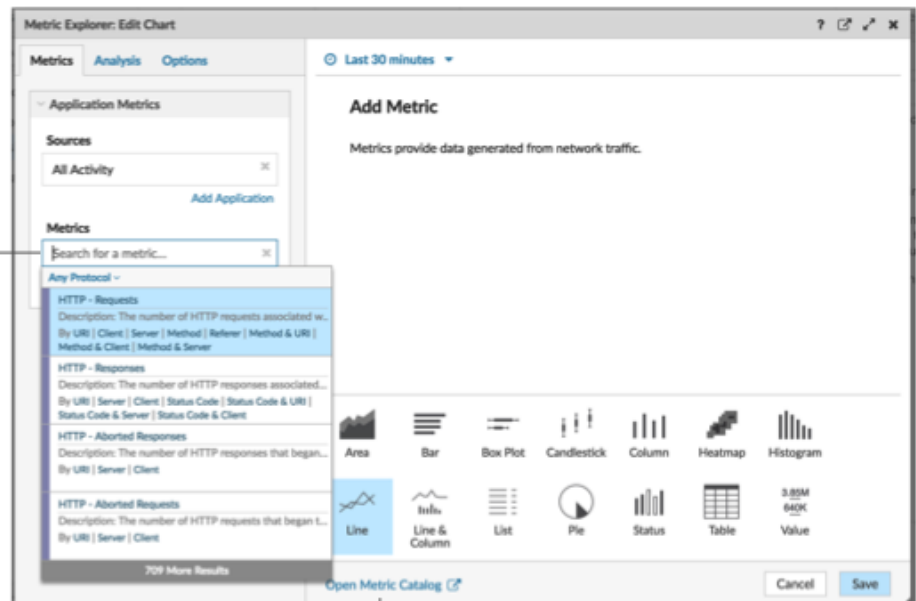 Metric Explorer: Edit Chart
?
Metrics Analysis Options
Last 30 minutes
Application Metrics
Sources
All Activity
Add Application
Metrics
Search for a metric...
Any Protocol
HTTP - Requests
Description: The number of HTTP requests associated w...
By URI | Client | Server | Method | Referer | Method & URI |
Method & Client | Method & Server
HTTP - Responses
Description: The number of HTTP responses associated...
By URI | Server | Client | Status Code | Status Code & URI |
Status Code & Server | Status Code & Client
HTTP - Aborted Responses
Description: The number of HTTP responses that began...
By URI | Server | Client
HTTP - Aborted Requests
Description: The number of HTTP requests that began t...
By URI | Server | Client
709 More Results
Add Metric
Metrics provide data generated from network traffic.
Area Bar Box Plot Candlestick Column Heatmap Histogram
3.85M
640K
Line Line & Column List Pie Status Table Value
Open Metric Catalog
Cancel Save